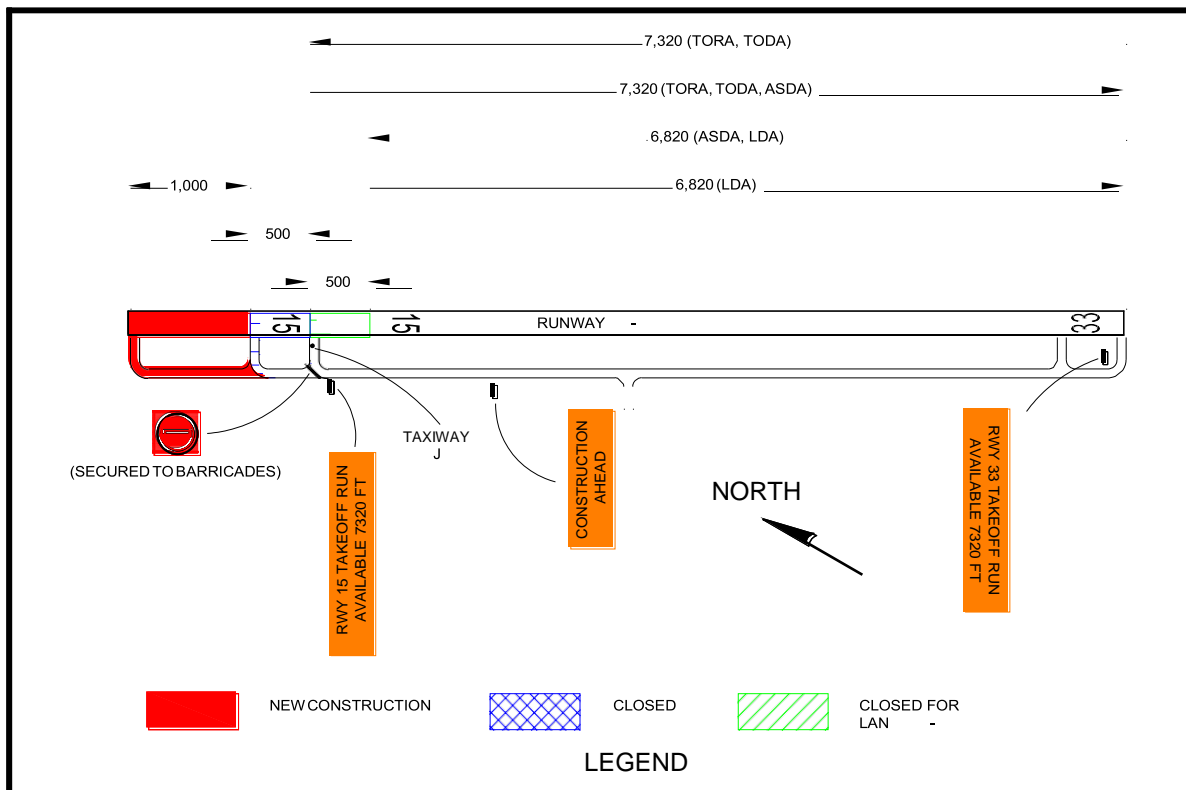 7,320 (TORA, TODA)
7,320 (TORA, TODA, ASDA)
6,820 (ASDA, LDA)
1,000
6,820 (LDA)
500
500
15
15
RUNWAY -
33
TAXIWAY
J
(SECURED TO BARRICADES)
RWY 15 TAKEOFF RUN
AVAILABLE 7320 FT
CONSTRUCTION
AHEAD
NORTH
RWY 33 TAKEOFF RUN
AVAILABLE 7320 FT
NEW CONSTRUCTION
CLOSED
CLOSED FOR
LAN -
LEGEND